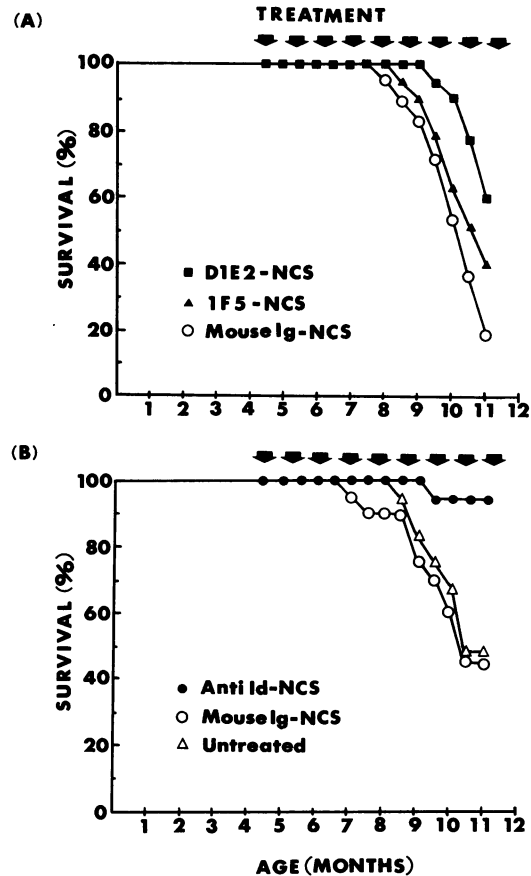 (A)
TREATMENT
100
80
60
40
20
0
SURVIVAL (%)
D1E2-NCS
1F5-NCS
Mouse Ig-NCS
1 2 3 4 5 6 7 8 9 10 11 12
(B)
100
80
60
40
20
0
SURVIVAL (%)
Anti Id-NCS
Mouse Ig-NCS
Untreated
1 2 3 4 5 6 7 8 9 10 11 12
AGE (MONTHS)